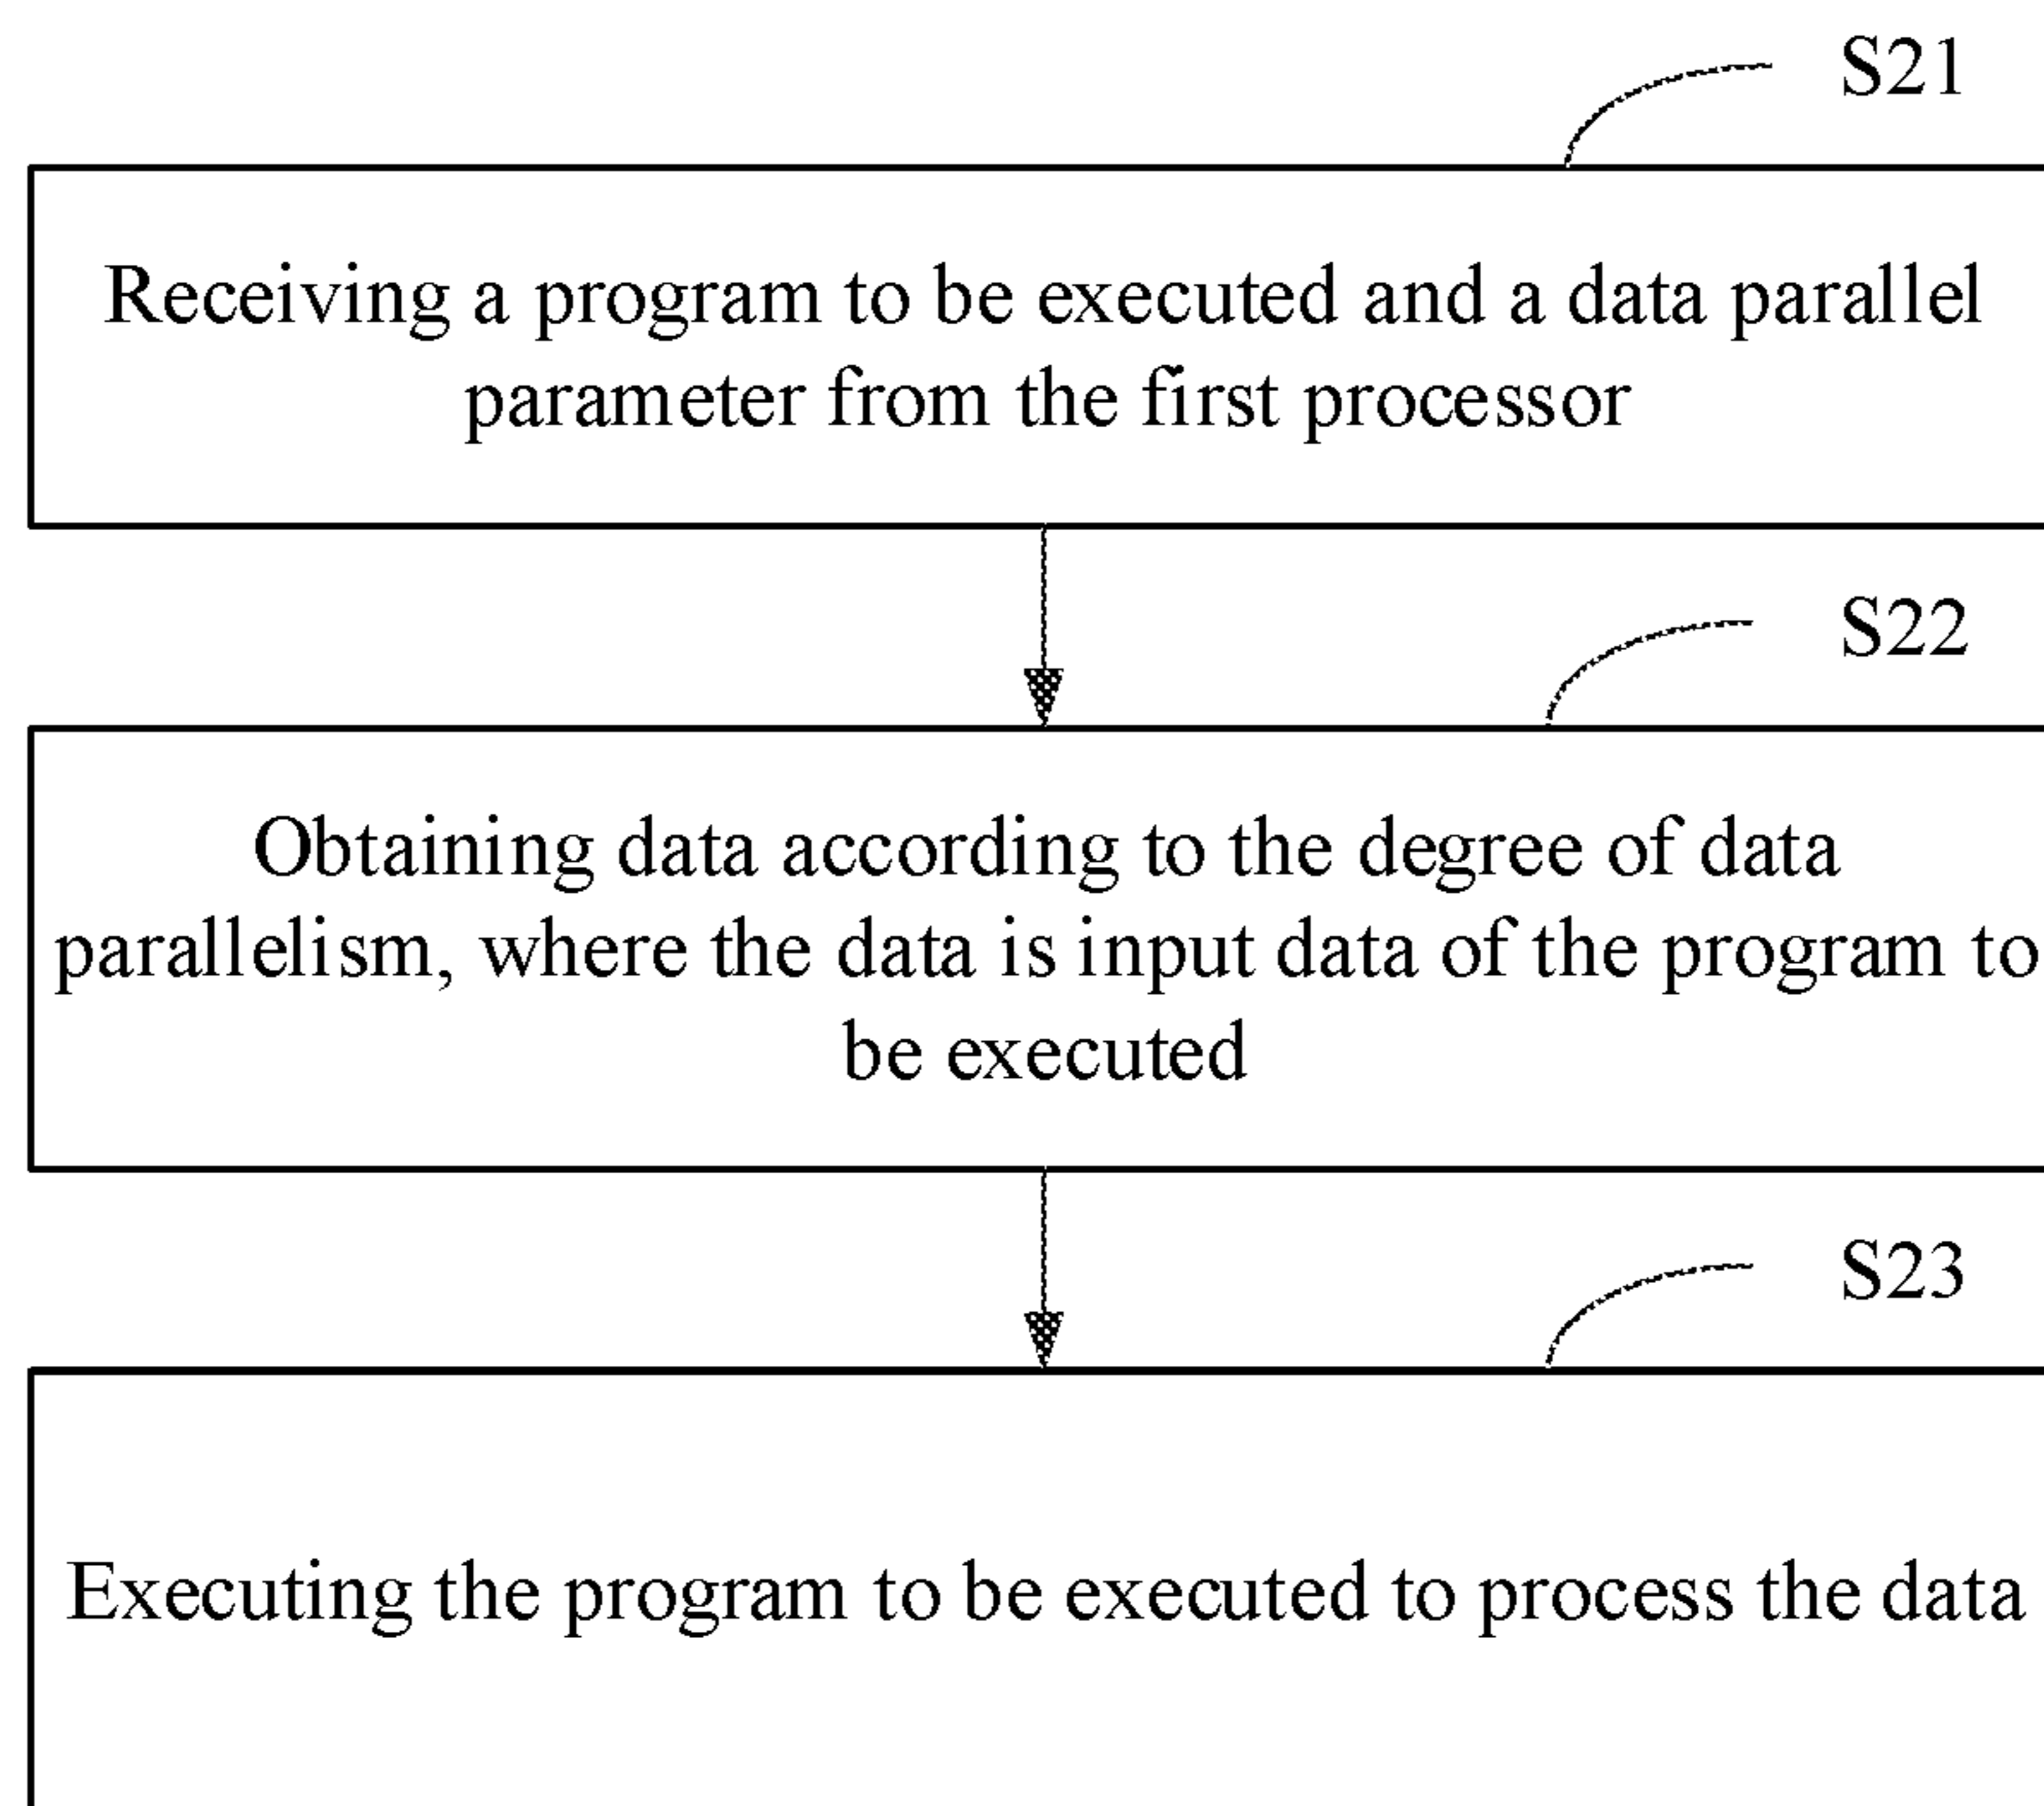 S21
Receiving a program to be executed and a data parallel
parameter from the first processor
S22
Obtaining data according to the degree of data
parallelism, where the data is input data of the program to
be executed
S23
Executing the program to be executed to process the data